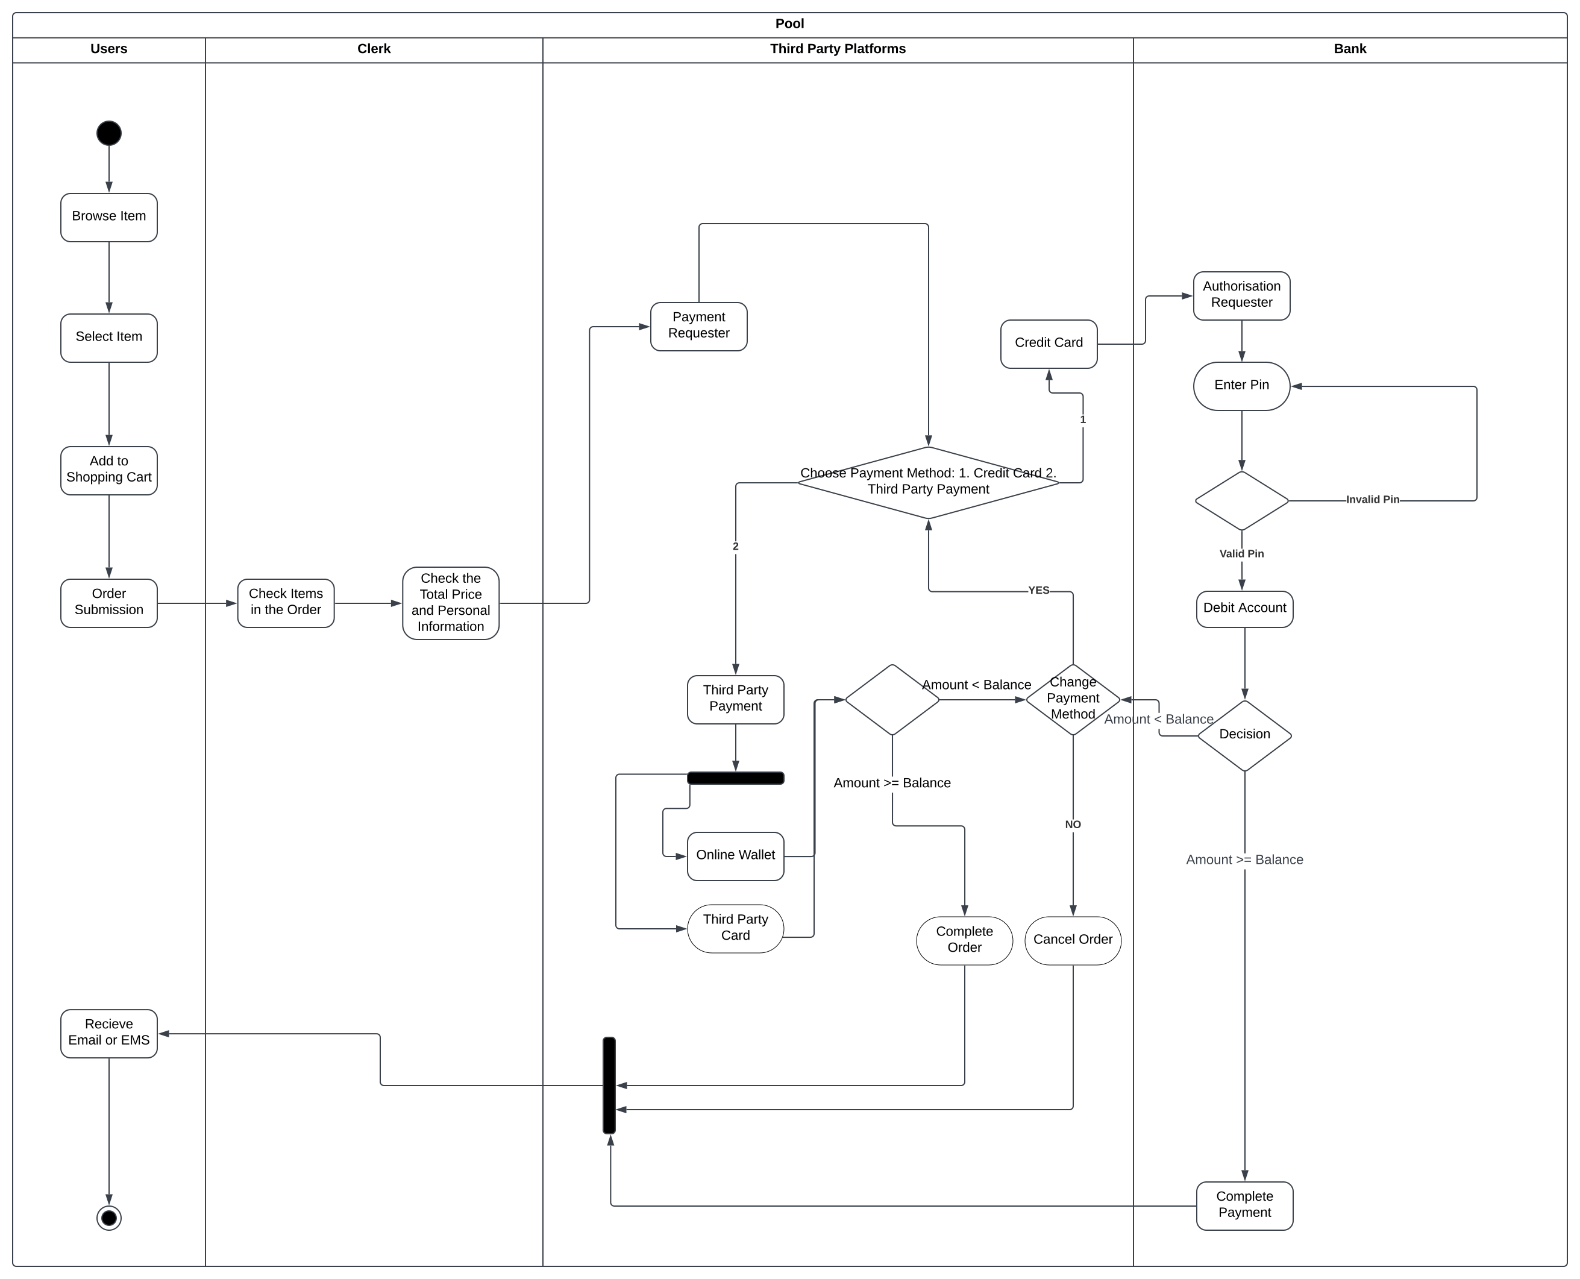 Pool
Users
Clerk
Third Party Platforms
Bank
Browse Item
Select Item
Add to
Shopping Cart
Order
Submission
Check Items
in the Order
Check the
Total Price
and Personal
Information
Payment
Requester
Credit Card
Authorisation
Requester
Enter Pin
1
Choose Payment Method: 1. Credit Card 2.
Third Party Payment
Invalid Pin
2
Valid Pin
YES
Debit Account
Third Party
Payment
Amount < Balance
Change
Payment
Method
Amount < Balance
Decision
Amount >= Balance
NO
Online Wallet
Amount >= Balance
Third Party
Card
Complete
Order
Cancel Order
Recieve
Email or EMS
Complete
Payment